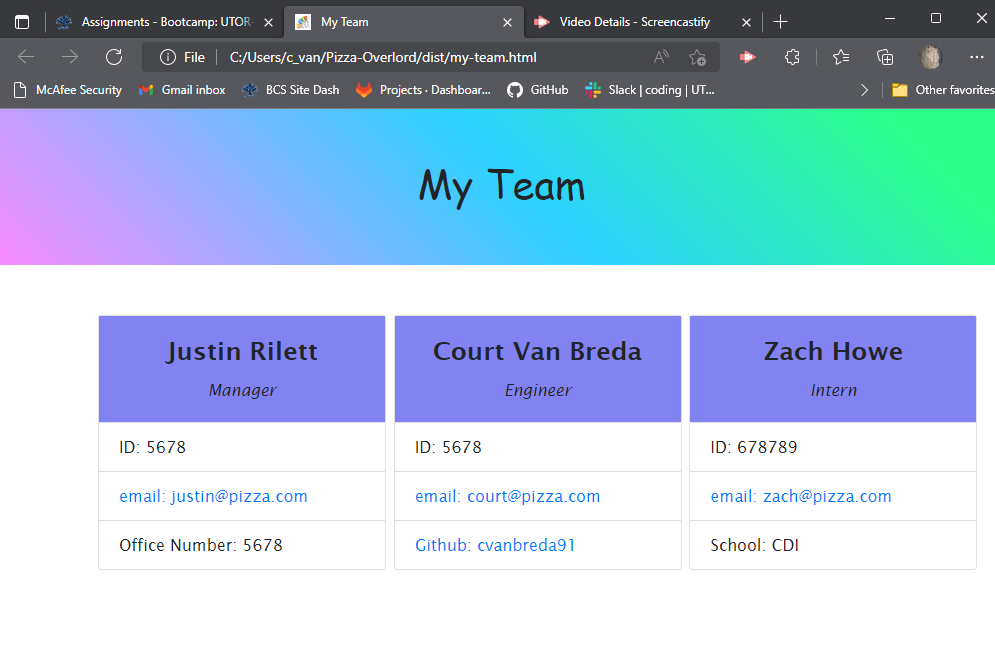 Assignments - Bootcamp: UTOR
My Team
Video Details - Screencastify
File
C:/Users/c_van/Pizza-Overlord/dist/my-team.html
McAfee Security
Gmail inbox
BCS Site Dash
Projects · Dashboar...
GitHub
Slack | coding | UT...
Other favorites
My Team
Justin Rilett
Manager
ID: 5678
email: justin@pizza.com
Office Number: 5678
Court Van Breda
Engineer
ID: 5678
email: court@pizza.com
Github: cvanbreda91
Zach Howe
Intern
ID: 678789
email: zach@pizza.com
School: CDI